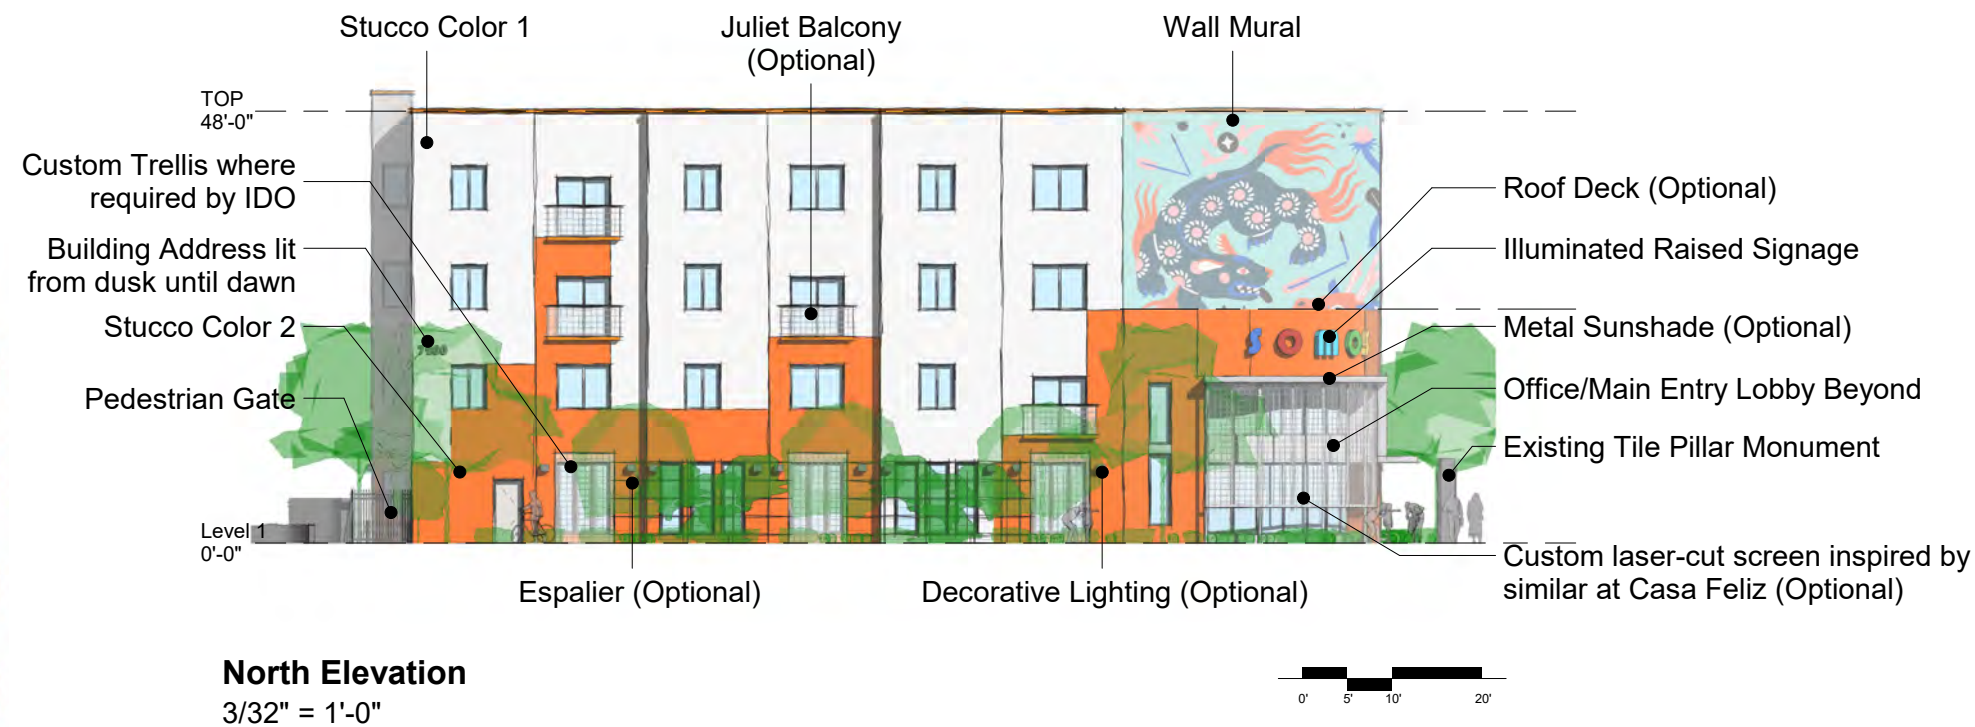 Stucco Color 1
Juliet Balcony
(Optional)
Wall Mural
TOP
48'-0"
Custom Trellis where
required by IDO
Building Address lit
from dusk until dawn
Stucco Color 2
Pedestrian Gate
Level 1
0'-0"
SOMOS
Roof Deck (Optional)
Illuminated Raised Signage
Metal Sunshade (Optional)
Office/Main Entry Lobby Beyond
Existing Tile Pillar Monument
Custom laser-cut screen inspired by
similar at Casa Feliz (Optional)
Espalier (Optional)
Decorative Lighting (Optional)
North Elevation
3/32" = 1'-0"
0' 5' 10' 20'